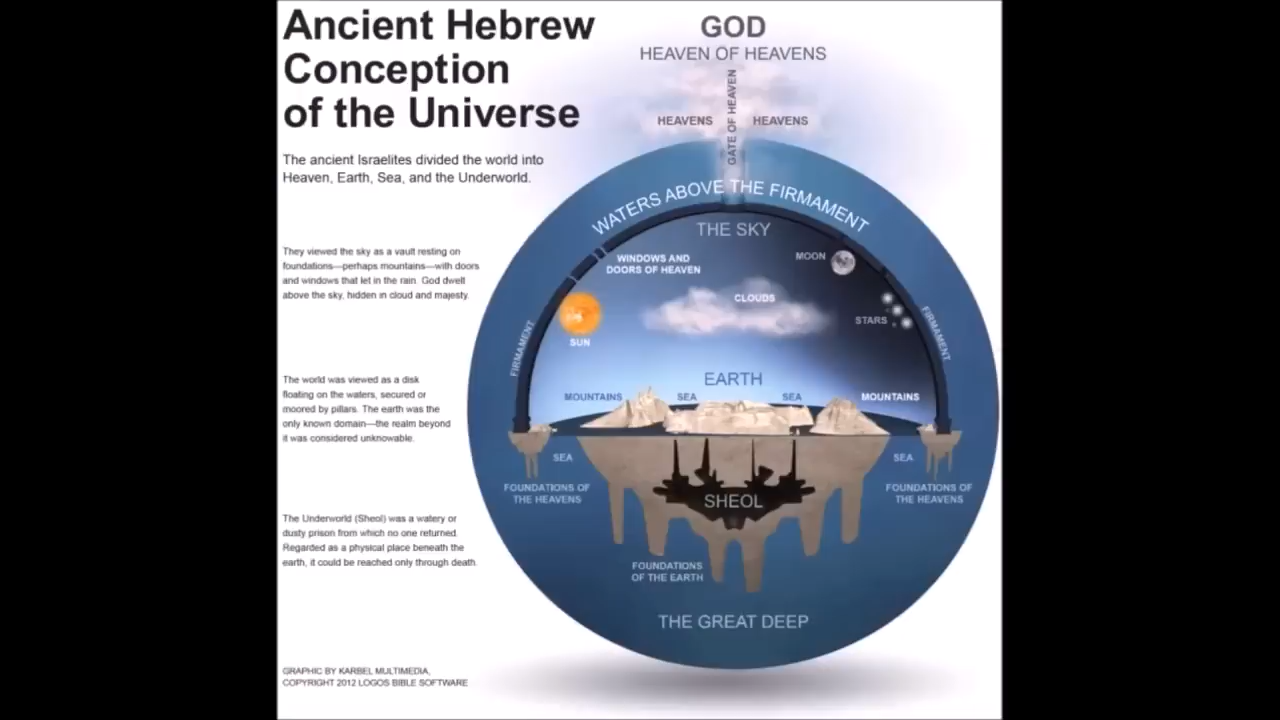 Ancient Hebrew
Conception
of the Universe
The ancient Israelites divided the world into
Heaven, Earth, Sea, and the Underworld.
They viewed the sky as a vault resting on
foundations—perhaps mountains—with doors
and windows that let in the rain. God dwelt
above the sky, hidden in cloud and majesty.
The world was viewed as a disk
floating on the waters, secured or
moored by pillars. The earth was the
only known domain—the realm beyond
it was considered unknowable.
The Underworld (Sheol) was a watery or
dusty prison from which no one returned.
Regarded as a physical place beneath the
earth, it could be reached only through death.
GRAPHIC BY KARBEL MULTIMEDIA,
COPYRIGHT 2012 LOGOS BIBLE SOFTWARE
GOD
HEAVEN OF HEAVENS
GATE OF HEAVEN
HEAVENS
HEAVENS
WATERS ABOVE THE FIRMAMENT
THE SKY
WINDOWS AND
DOORS OF HEAVEN
MOON
CLOUDS
STARS
SUN
FIRMAMENT
FIRMAMENT
EARTH
MOUNTAINS
SEA
SEA
MOUNTAINS
SEA
SEA
FOUNDATIONS OF
THE HEAVENS
FOUNDATIONS OF
THE HEAVENS
SHEOL
FOUNDATIONS
OF THE EARTH
THE GREAT DEEP